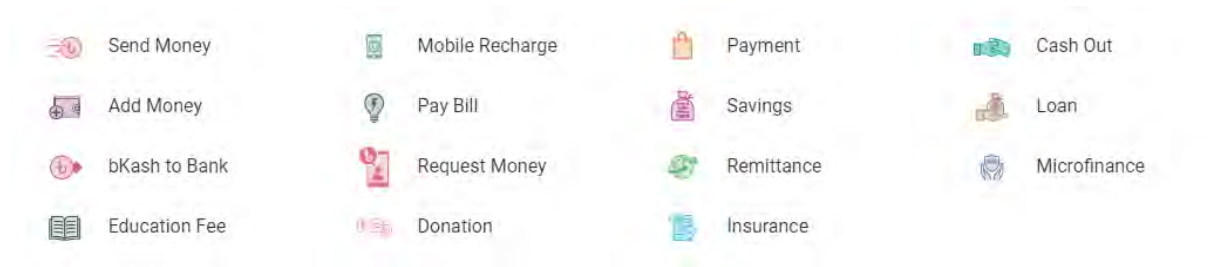 Send Money Mobile Recharge Payment Cash Out
Add Money Pay Bill Savings Loan
bKash to Bank Request Money Remittance Microfinance
Education Fee Donation Insurance